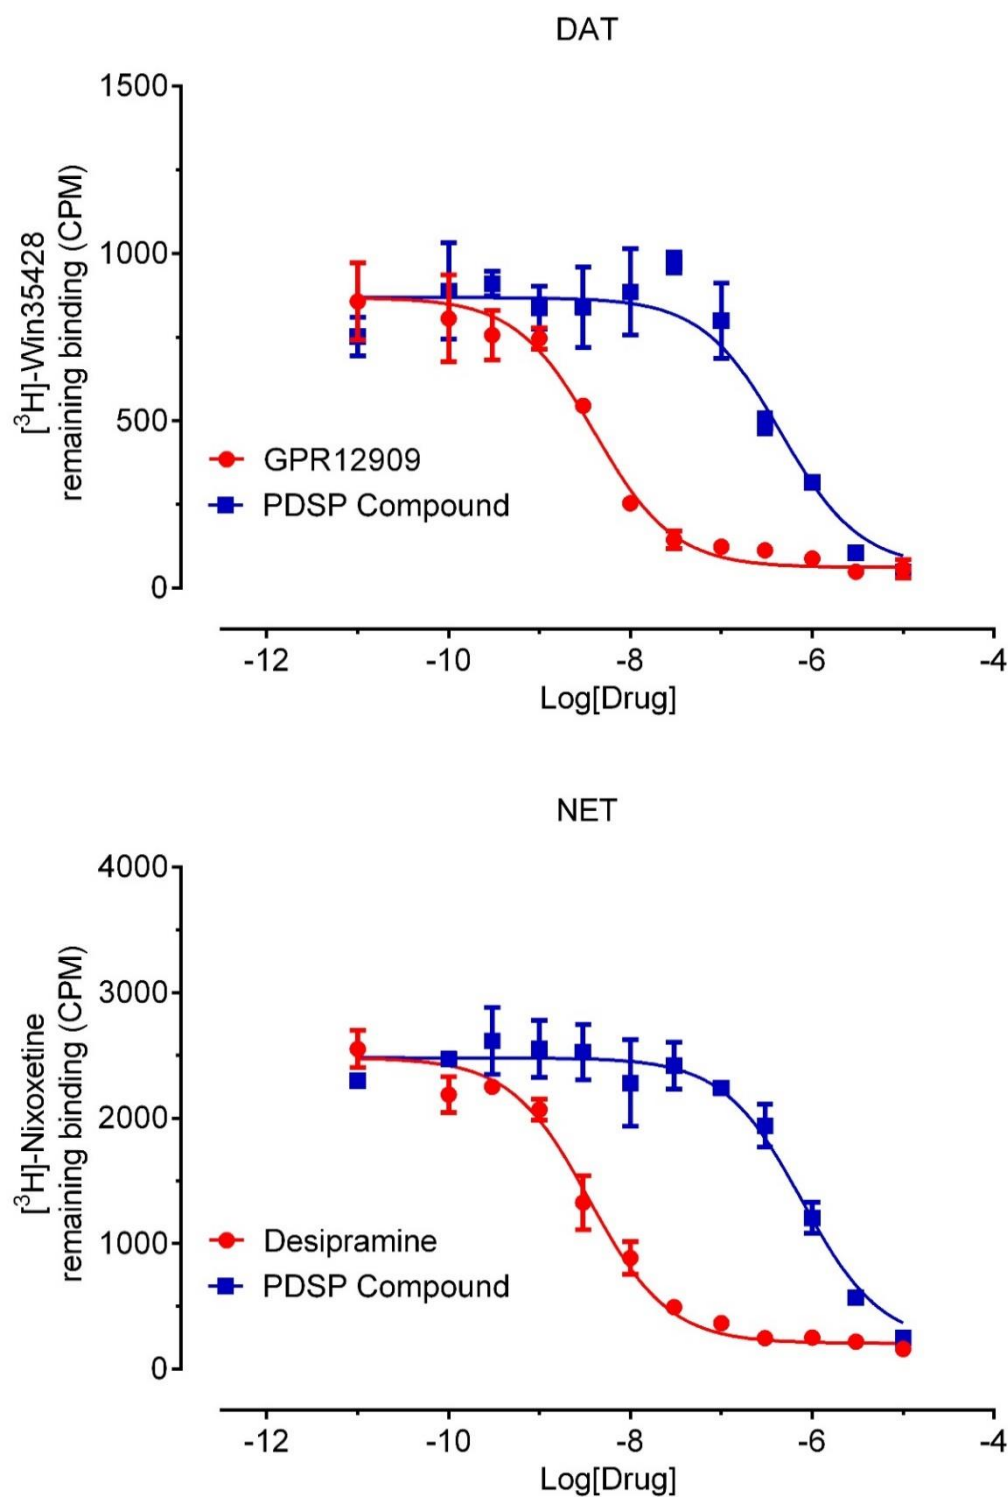 DAT
1500
1000
500
0
[³H]-Win35428
remaining binding (CPM)
GPR12909
PDSP Compound
-12 -10 -8 -6 -4
Log[Drug]
NET
4000
3000
2000
1000
0
[³H]-Nixoxetine
remaining binding (CPM)
Desipramine
PDSP Compound
-12 -10 -8 -6 -4
Log[Drug]